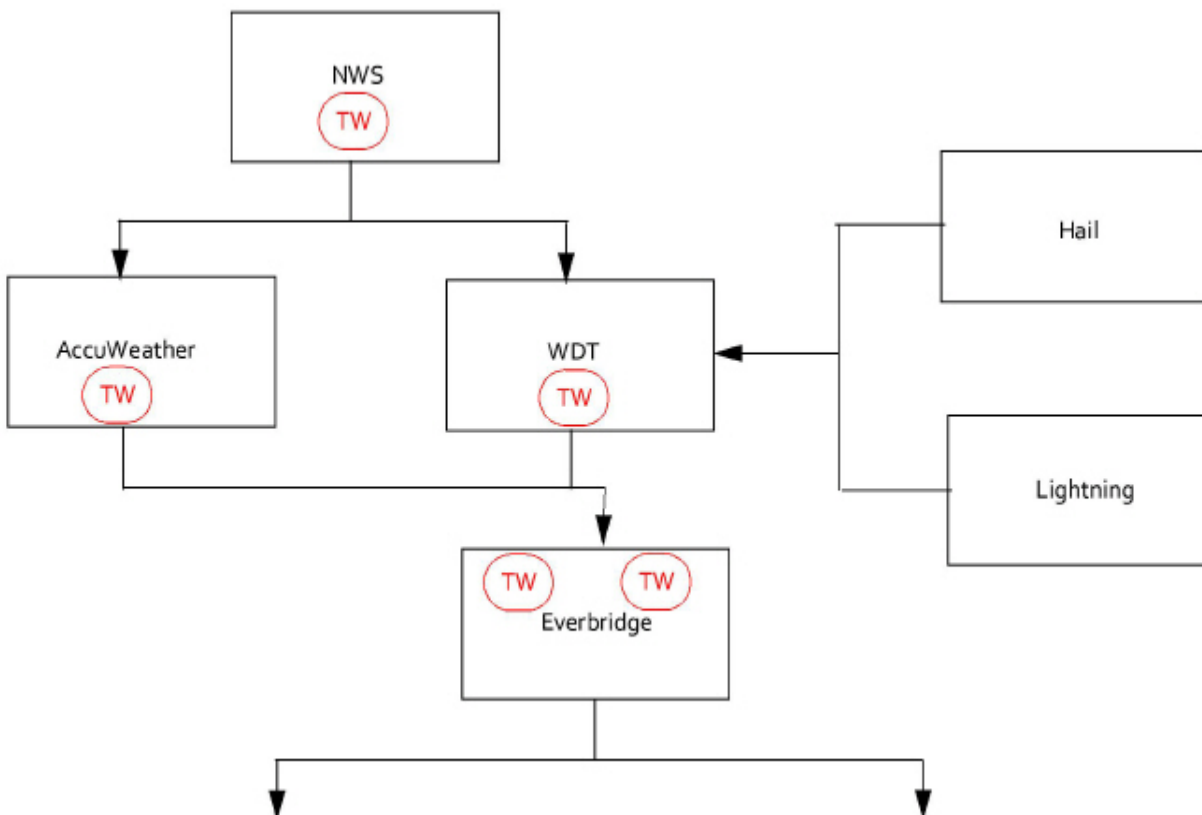 NWS
TW
Hail
AccuWeather
TW
WDT
TW
Lightning
TW
TW
Everbridge